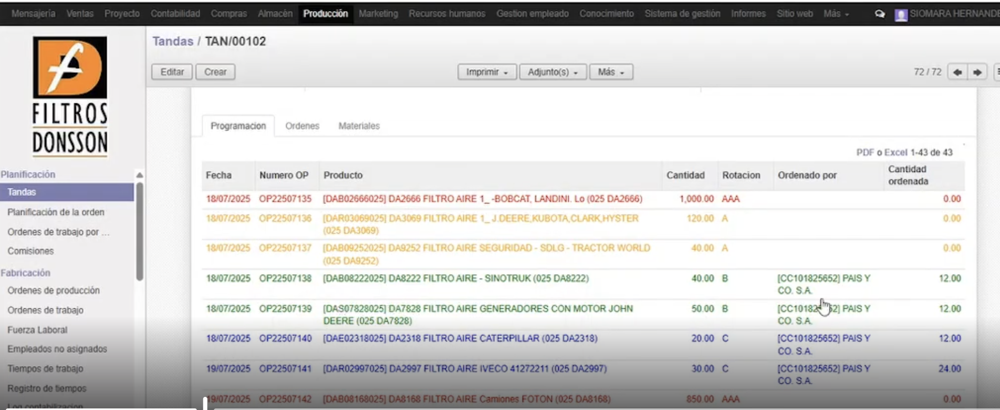 Mensajería Ventas Proyecto Contabilidad Compras Almacén Producción Marketing Recursos humanos Gestion empleado Conocimiento Sistema de gestión Informes Sitio web Más SIOMARA HERNANDE
FILTROS
DONSSON
Tandas / TAN/00102
Editar Crear Imprimir Adjunto(s) Más 72 / 72
Planificación
Tandas
Planificación de la orden
Ordenes de trabajo por ...
Comisiones
Fabricación
Ordenes de producción
Ordenes de trabajo
Fuerza Laboral
Empleados no asignados
Tiempos de trabajo
Registro de tiempos
Log contabilizacion
Programacion Ordenes Materiales
PDF o Excel 1-43 de 43
Fecha Numero OP Producto Cantidad Rotacion Ordenado por Cantidad
ordenada
18/07/2025 OP22507135 [DAB02666025] DA2666 FILTRO AIRE 1_ -BOBCAT, LANDINI. Lo (025 DA2666) 1,000.00 AAA 0.00
18/07/2025 OP22507136 [DAR03069025] DA3069 FILTRO AIRE 1_ J.DEERE,KUBOTA,CLARK,HYSTER 120.00 A 0.00
(025 DA3069)
18/07/2025 OP22507137 [DAB09252025] DA9252 FILTRO AIRE SEGURIDAD - SDLG - TRACTOR WORLD 40.00 A 0.00
(025 DA9252)
18/07/2025 OP22507138 [DAB08222025] DA8222 FILTRO AIRE - SINOTRUK (025 DA8222) 40.00 B [CC101825652] PAIS Y 12.00
CO. S.A.
18/07/2025 OP22507139 [DAS07828025] DA7828 FILTRO AIRE GENERADORES CON MOTOR JOHN 50.00 B PAIS Y 12.00
DEERE (025 DA7828) CO. S.A.
18/07/2025 OP22507140 [DAE02318025] DA2318 FILTRO AIRE CATERPILLAR (025 DA2318) 20.00 C [CC101825652] PAIS Y 12.00
CO. S.A.
19/07/2025 OP22507141 [DAR02997025] DA2997 FILTRO AIRE IVECO 41272211 (025 DA2997) 30.00 C [CC101825652] PAIS Y 24.00
CO. S.A.
19/07/2025 OP22507142 [DAB08168025] DA8168 FILTRO AIRE Camiones FOTON (025 DA8168) 850.00 AAA 0.00